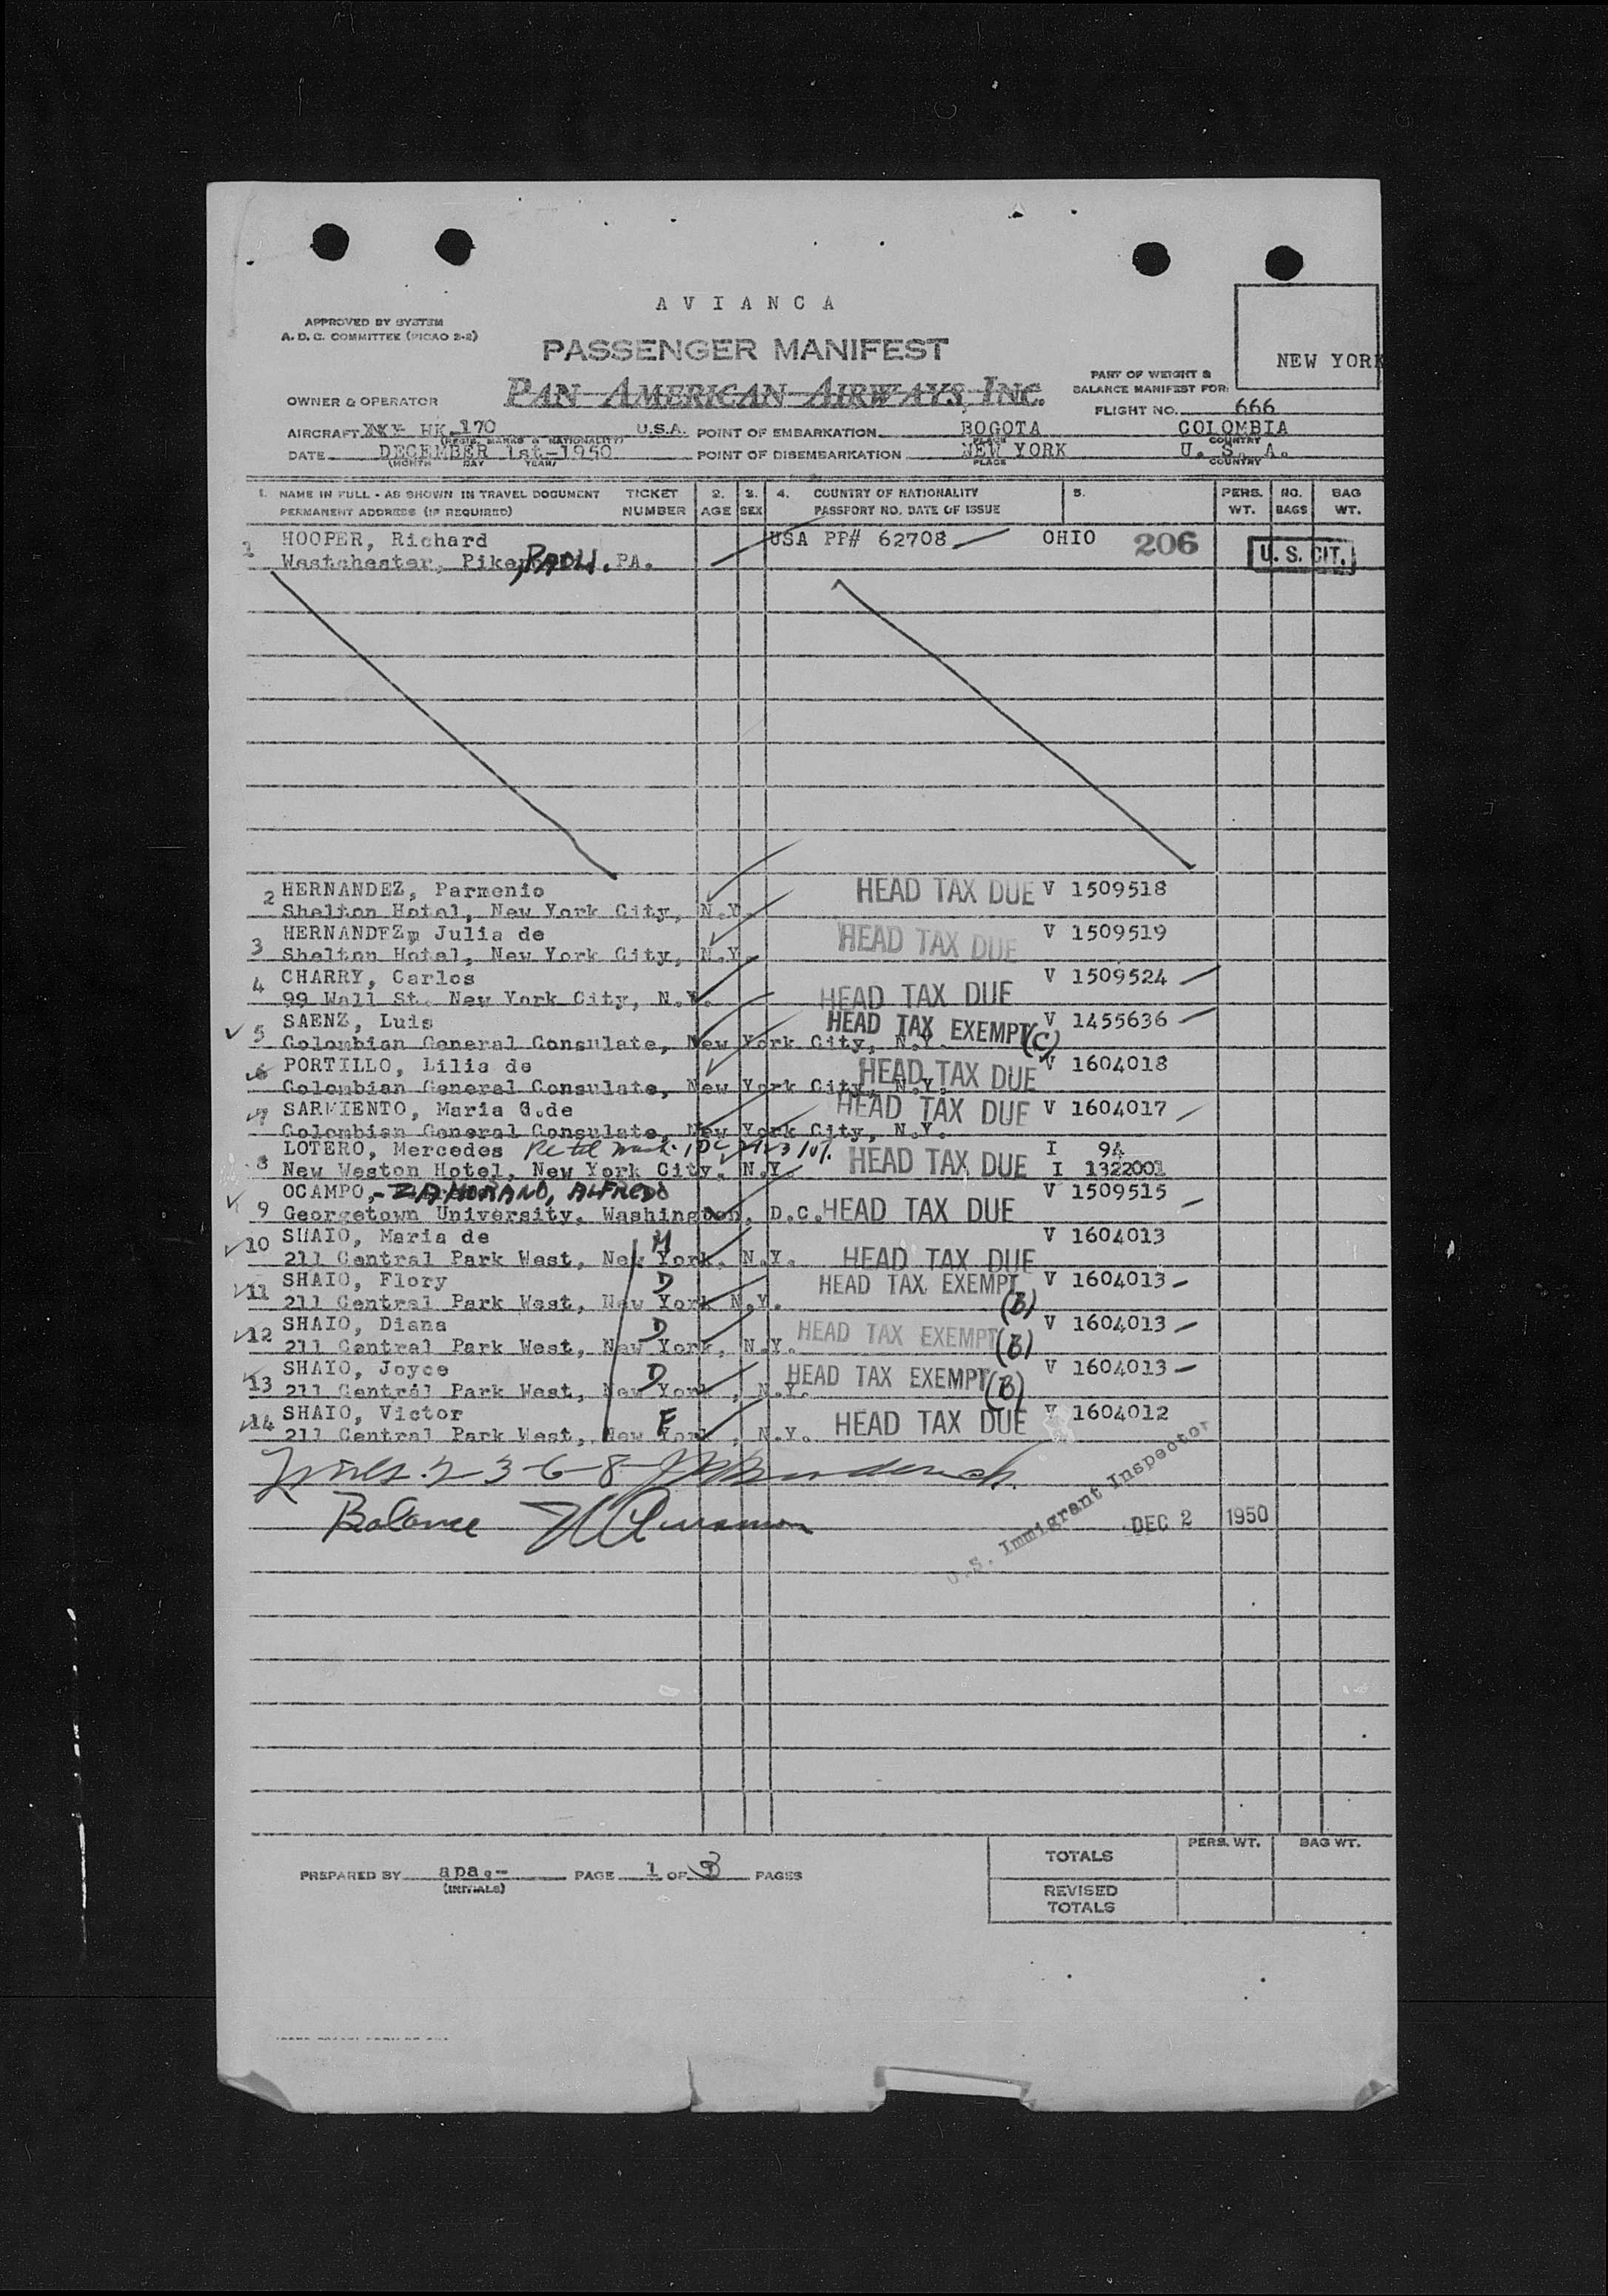 A V I A N C A
APPROVED BY SYSTEM
A. D. C. COMMITTEE (PICAO 2-2)
PASSENGER MANIFEST
NEW YORK
PAN AMERICAN AIRWAYS, INC.
PART OF WEIGHT &
BALANCE MANIFEST FOR:
OWNER & OPERATOR
FLIGHT NO. 666
AIRCRAFT HK-170 U.S.A. POINT OF EMBARKATION BOGOTA COLOMBIA
(REGIS. MARKS & NATIONALITY) PLACE COUNTRY
DATE DECEMBER 1st-1950 POINT OF DISEMBARKATION NEW YORK U. S. A.
(MONTH DAY YEAR) PLACE COUNTRY
1. NAME IN FULL - AS SHOWN IN TRAVEL DOCUMENT TICKET 2. 3. 4. COUNTRY OF NATIONALITY 5. PERS. NO. BAG
PERMANENT ADDRESS (IF REQUIRED) NUMBER AGE SEX PASSPORT NO. DATE OF ISSUE WT. BAGS WT.
1 HOOPER, Richard USA PP# 62708 OHIO 206
Westchester, Pike, PAOLI. PA. U. S. CIT.
2 HERNANDEZ, Parmenio HEAD TAX DUE V 1509518
Shelton Hotel, New York City, N.Y.
3 HERNANDEZ, Julia de HEAD TAX DUE V 1509519
Shelton Hotel, New York City, N.Y.
4 CHARRY, Carlos V 1509524
99 Wall St. New York City, N.Y. HEAD TAX DUE
5 SAENZ, Luis HEAD TAX EXEMPT (C) V 1455636
Colombian General Consulate, New York City, N.Y.
6 PORTILLO, Lilia de HEAD TAX DUE V 1604018
Colombian General Consulate, New York City, N.Y.
7 SARMIENTO, Maria G.de HEAD TAX DUE V 1604017
Colombian General Consulate, New York City, N.Y.
LOTERO, Mercedes I 94
8 New Weston Hotel, New York City, N.Y. HEAD TAX DUE I 1322001
OCAMPO,-ZAMORANO, ALFREDO V 1509515
9 Georgetown University, Washington, D.C. HEAD TAX DUE
10 SHAIO, Maria de M V 1604013
211 Central Park West, New York, N.Y. HEAD TAX DUE
11 SHAIO, Flory D HEAD TAX EXEMPT (B) V 1604013
211 Central Park West, New York N.Y.
12 SHAIO, Diana D HEAD TAX EXEMPT (B) V 1604013
211 Central Park West, New York, N.Y.
13 SHAIO, Joyce D HEAD TAX EXEMPT (B) V 1604013
211 Central Park West, New York , N.Y.
14 SHAIO, Victor F HEAD TAX DUE V 1604012
211 Central Park West, New York , N.Y.
2 3-6-8
Balance
U.S. Immigrant Inspector
DEC 2 1950
PERS. WT. BAG WT.
TOTALS
PREPARED BY apa.- PAGE 1 OF 3 PAGES
(INITIALS)
REVISED
TOTALS